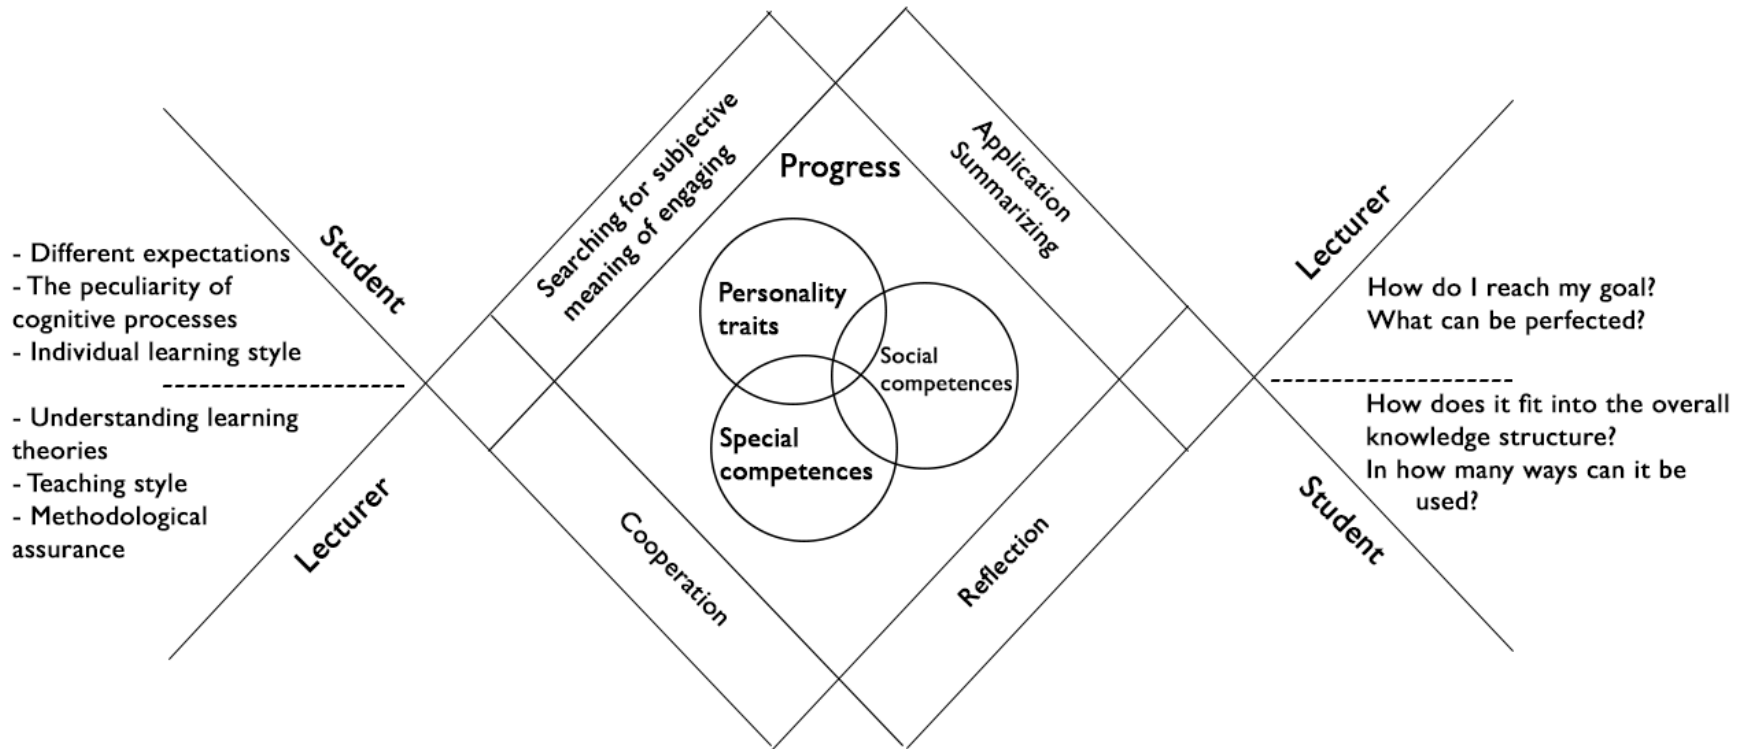 Student
- Different expectations
- The peculiarity of
cognitive processes
- Individual learning style
- Understanding learning
theories
- Teaching style
- Methodological
assurance
Lecturer
Searching for subjective
meaning of engaging
Cooperation
Progress
Personality
traits
Social
competences
Special
competences
Application
Summarizing
Reflection
Lecturer
How do I reach my goal?
What can be perfected?
How does it fit into the overall
knowledge structure?
In how many ways can it be
used?
Student